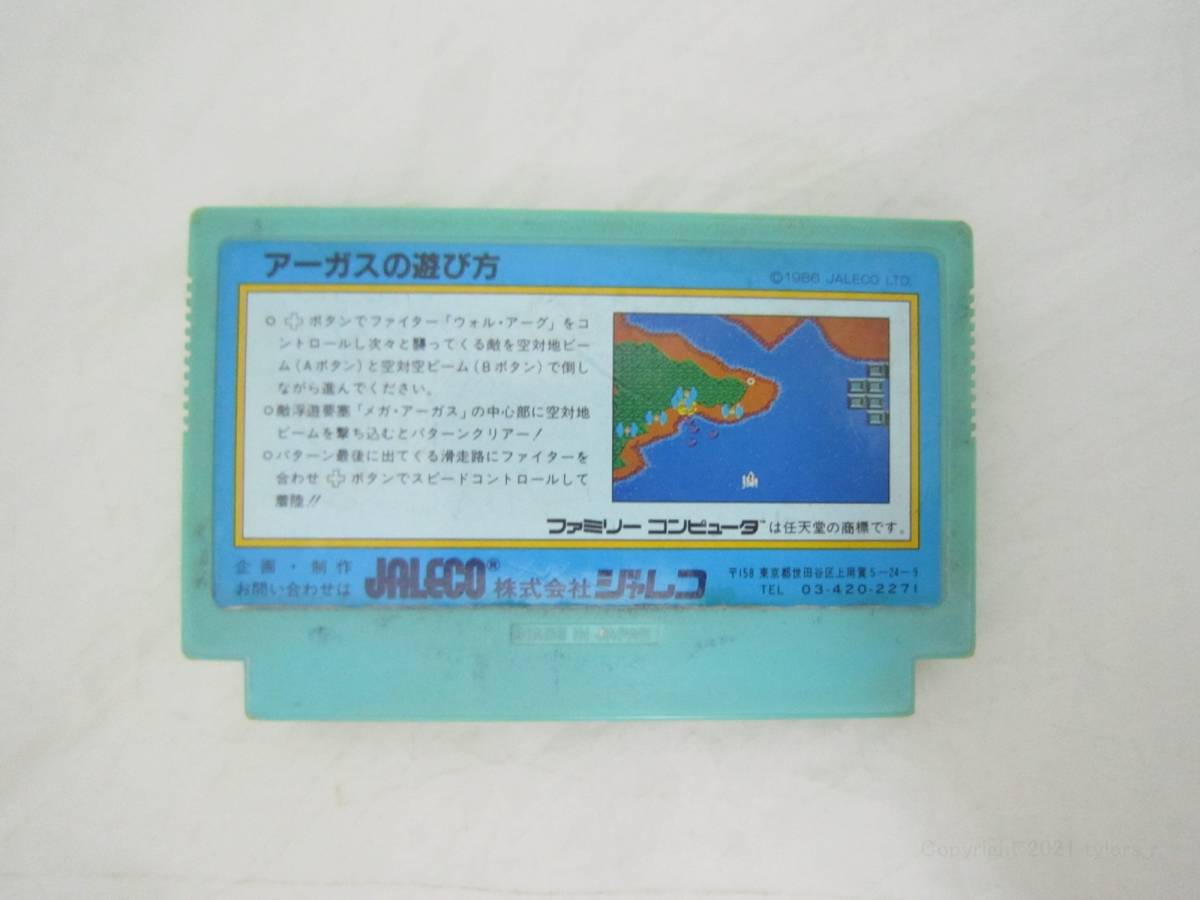 アーガスの遊び方
©1986 JALECO LTD.
○ ボタンでファイター「ウォル・アーグ」をコ
ントロールし次々と襲ってくる敵を空対地ビー
ム(Aボタン)と空対空ビーム(Bボタン)で倒し
ながら進んでください。
○敵浮遊要塞「メガ・アーガス」の中心部に空対地
ビームを撃ち込むとパターンクリアー!
○パターン最後に出てくる滑走路にファイターを
合わせ ボタンでスピードコントロールして
着陸!!
ファミリー コンピュータ™は任天堂の商標です。
企画・制作
お問い合わせは
JALECO® 株式会社ジャレコ
〒158 東京都世田谷区上用賀5-24-9
TEL 03-420-2271
MADE IN JAPAN
Copyright 2021 tylors_r